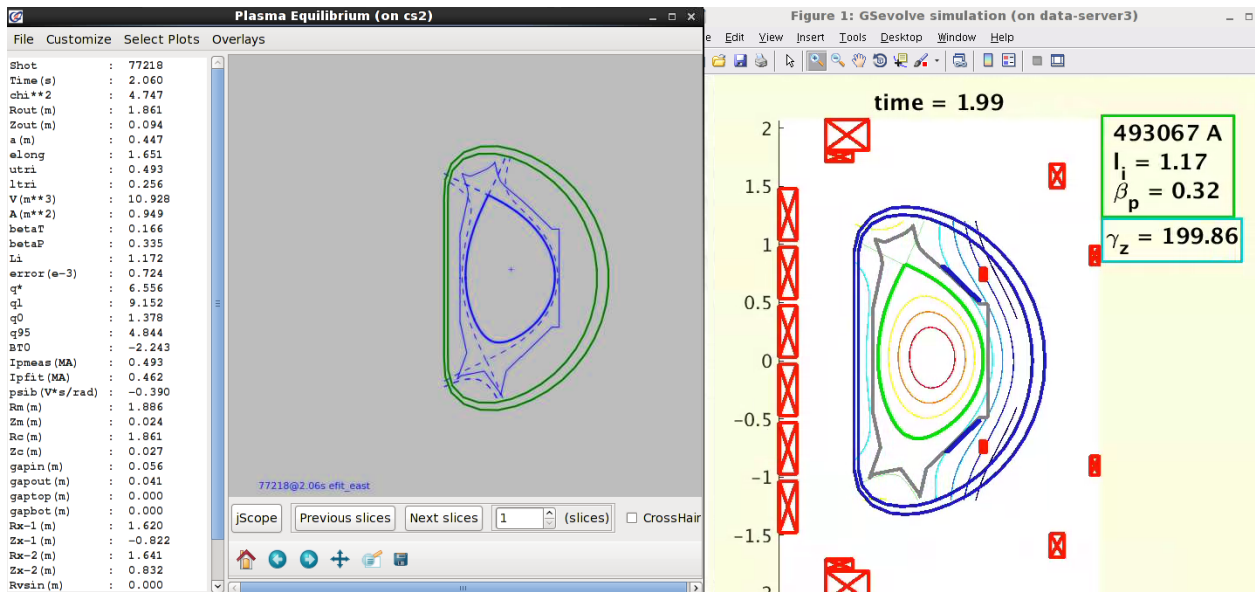 Plasma Equilibrium (on cs2)
File Customize Select Plots Overlays
Shot : 77218
Time(s) : 2.060
chi**2 : 4.747
Rout(m) : 1.861
Zout(m) : 0.094
a(m) : 0.447
elong : 1.651
utri : 0.493
ltri : 0.256
V(m**3) : 10.928
A(m**2) : 0.949
betaT : 0.166
betaP : 0.335
Li : 1.172
error(e-3) : 0.724
q* : 6.556
ql : 9.152
q0 : 1.378
q95 : 4.844
BT0 : -2.243
Ipmeas(MA) : 0.493
Ipfit(MA) : 0.462
psib(V*s/rad) : -0.390
Rm(m) : 1.886
Zm(m) : 0.024
Rc(m) : 1.861
Zc(m) : 0.027
gapin(m) : 0.056
gapout(m) : 0.041
gaptop(m) : 0.000
gapbot(m) : 0.000
Rx-1(m) : 1.620
Zx-1(m) : -0.822
Rx-2(m) : 1.641
Zx-2(m) : 0.832
Rvsin(m) : 0.000
77218@2.06s efit_east
jScope Previous slices Next slices 1 (slices) CrossHair
Figure 1: GSevolve simulation (on data-server3)
e Edit View Insert Tools Desktop Window Help
time = 1.99
2
1.5
1
0.5
0
−0.5
−1
−1.5
−2
493067 A
li = 1.17
βp = 0.32
γz = 199.86